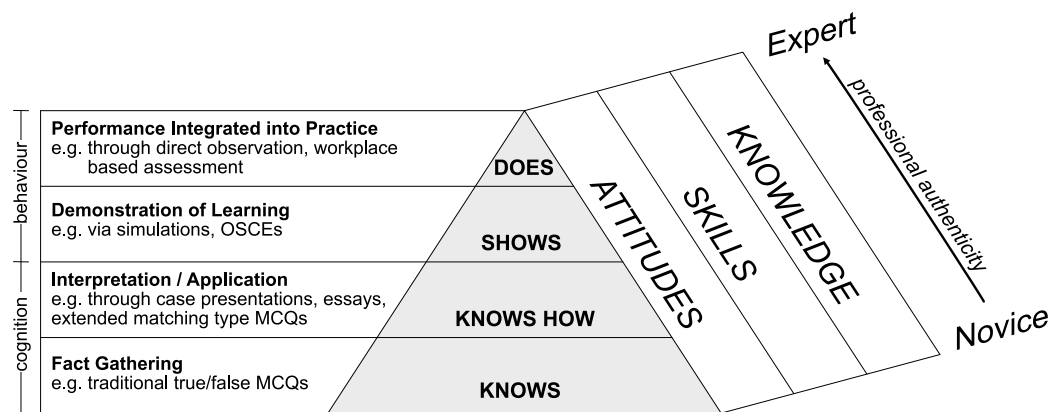 Expert
professional authenticity
Novice
KNOWLEDGE
SKILLS
ATTITUDES
behaviour
Performance Integrated into Practice
e.g. through direct observation, workplace
based assessment
DOES
Demonstration of Learning
e.g. via simulations, OSCEs
SHOWS
cognition
Interpretation / Application
e.g. through case presentations, essays,
extended matching type MCQs
KNOWS HOW
Fact Gathering
e.g. traditional true/false MCQs
KNOWS